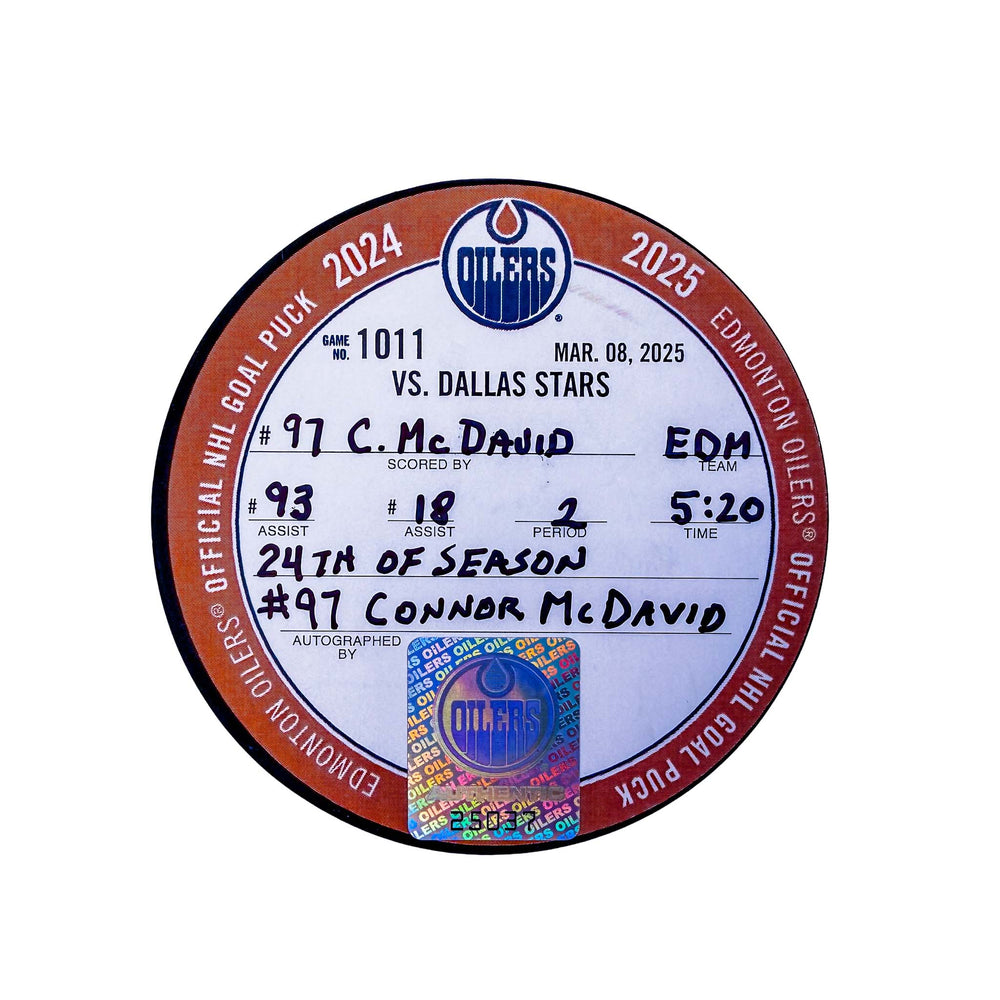 2024
2025
OILERS
®
EDMONTON OILERS® OFFICIAL NHL GOAL PUCK
EDMONTON OILERS® OFFICIAL NHL GOAL PUCK
GAME NO. 1011
MAR. 08, 2025
VS. DALLAS STARS
# 97 C. McDAVID EDM
SCORED BY TEAM
# 93 # 18 2 5:20
ASSIST ASSIST PERIOD TIME
24TH OF SEASON
#97 CONNOR McDAVID
AUTOGRAPHED
BY
OILERS
AUTHENTIC
25037